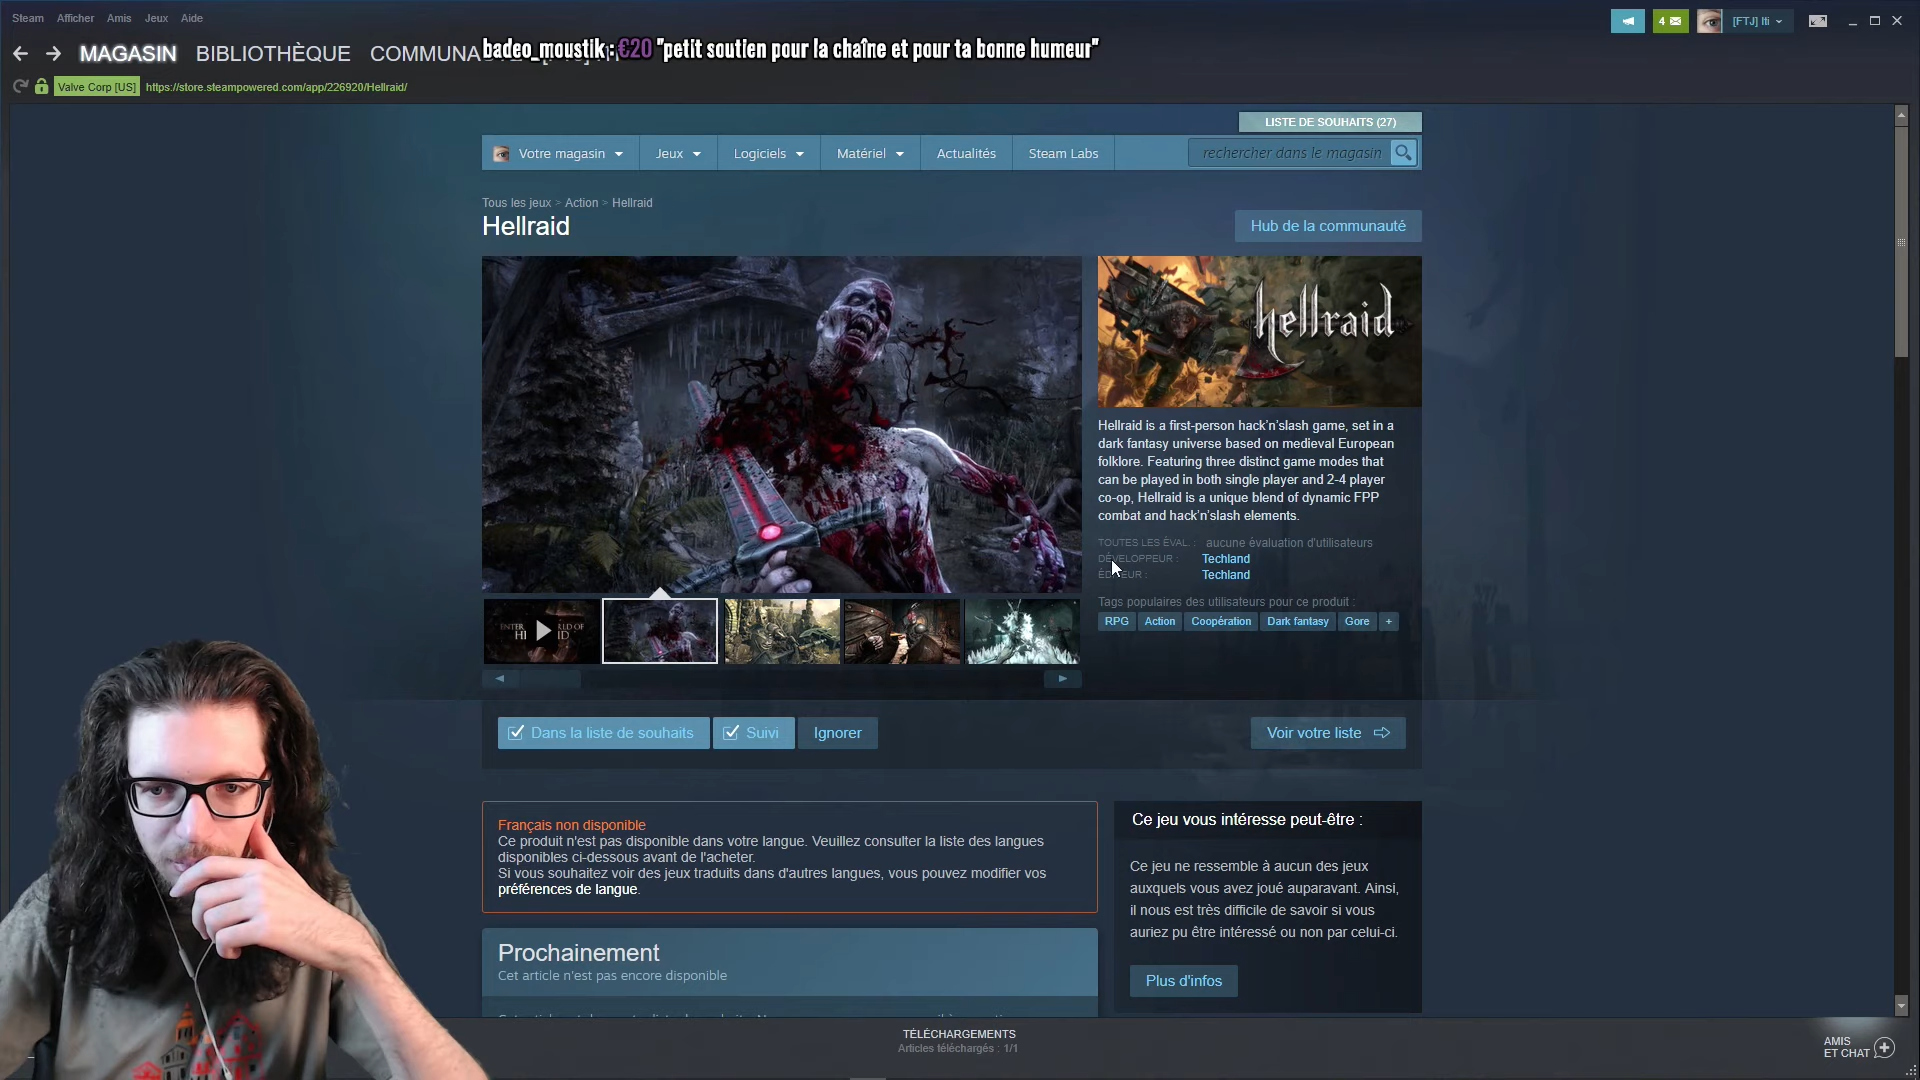 Steam Afficher Amis Jeux Aide
4
[FTJ] Iti
MAGASIN BIBLIOTHÈQUE
badeo_moustik : €20 "petit soutien pour la chaîne et pour ta bonne humeur"
Valve Corp [US] https://store.steampowered.com/app/226920/Hellraid/
LISTE DE SOUHAITS (27)
Votre magasin Jeux Logiciels Matériel Actualités Steam Labs rechercher dans le magasin
Tous les jeux > Action > Hellraid
Hellraid
Hub de la communauté
hellraid
Hellraid is a first-person hack'n'slash game, set in a
dark fantasy universe based on medieval European
folklore. Featuring three distinct game modes that
can be played in both single player and 2-4 player
co-op, Hellraid is a unique blend of dynamic FPP
combat and hack'n'slash elements.
TOUTES LES ÉVAL. : aucune évaluation d'utilisateurs
DÉVELOPPEUR : Techland
Techland
Tags populaires des utilisateurs pour ce produit :
RPG Action Coopération Dark fantasy Gore +
Dans la liste de souhaits Suivi Ignorer
Voir votre liste
Français non disponible
Ce produit n'est pas disponible dans votre langue. Veuillez consulter la liste des langues
disponibles ci-dessous avant de l'acheter.
Si vous souhaitez voir des jeux traduits dans d'autres langues, vous pouvez modifier vos
préférences de langue.
Ce jeu vous intéresse peut-être :
Ce jeu ne ressemble à aucun des jeux
auxquels vous avez joué auparavant. Ainsi,
il nous est très difficile de savoir si vous
auriez pu être intéressé ou non par celui-ci.
Plus d'infos
Prochainement
Cet article n'est pas encore disponible
TÉLÉCHARGEMENTS
Articles téléchargés : 1/1
AMIS
ET CHAT